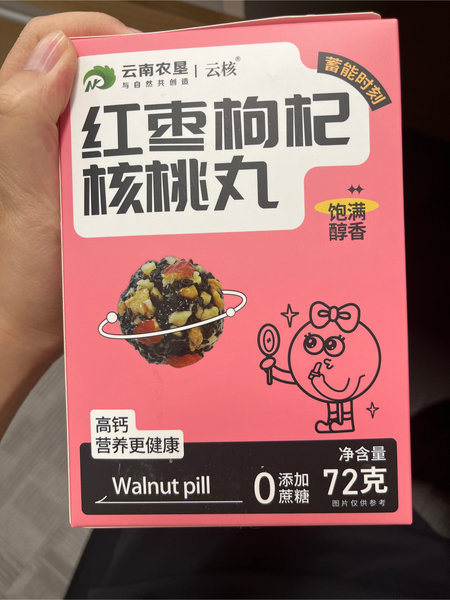 云南农垦 | 云核®
与自然共创造
蓄能时刻
红枣枸杞
核桃丸
饱满
醇香
高钙
营养更健康
Walnut pill
0添加
蔗糖
净含量
72克
图片仅供参考